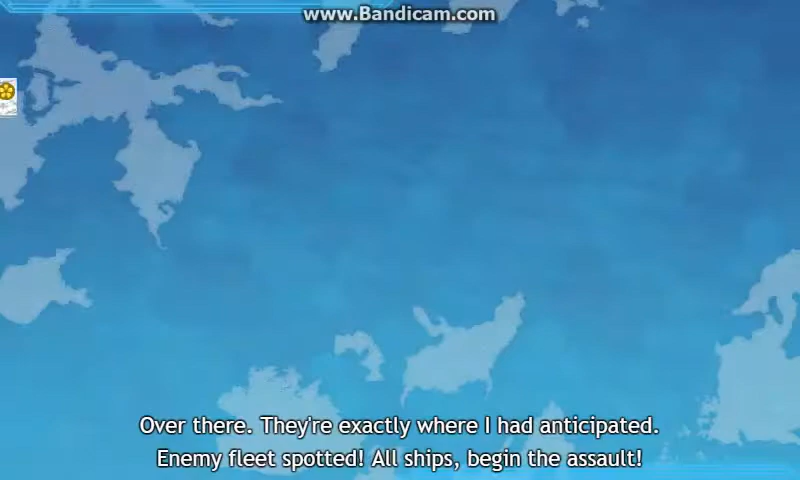 www.Bandicam.com
Over there. They're exactly where I had anticipated.
Enemy fleet spotted! All ships, begin the assault!